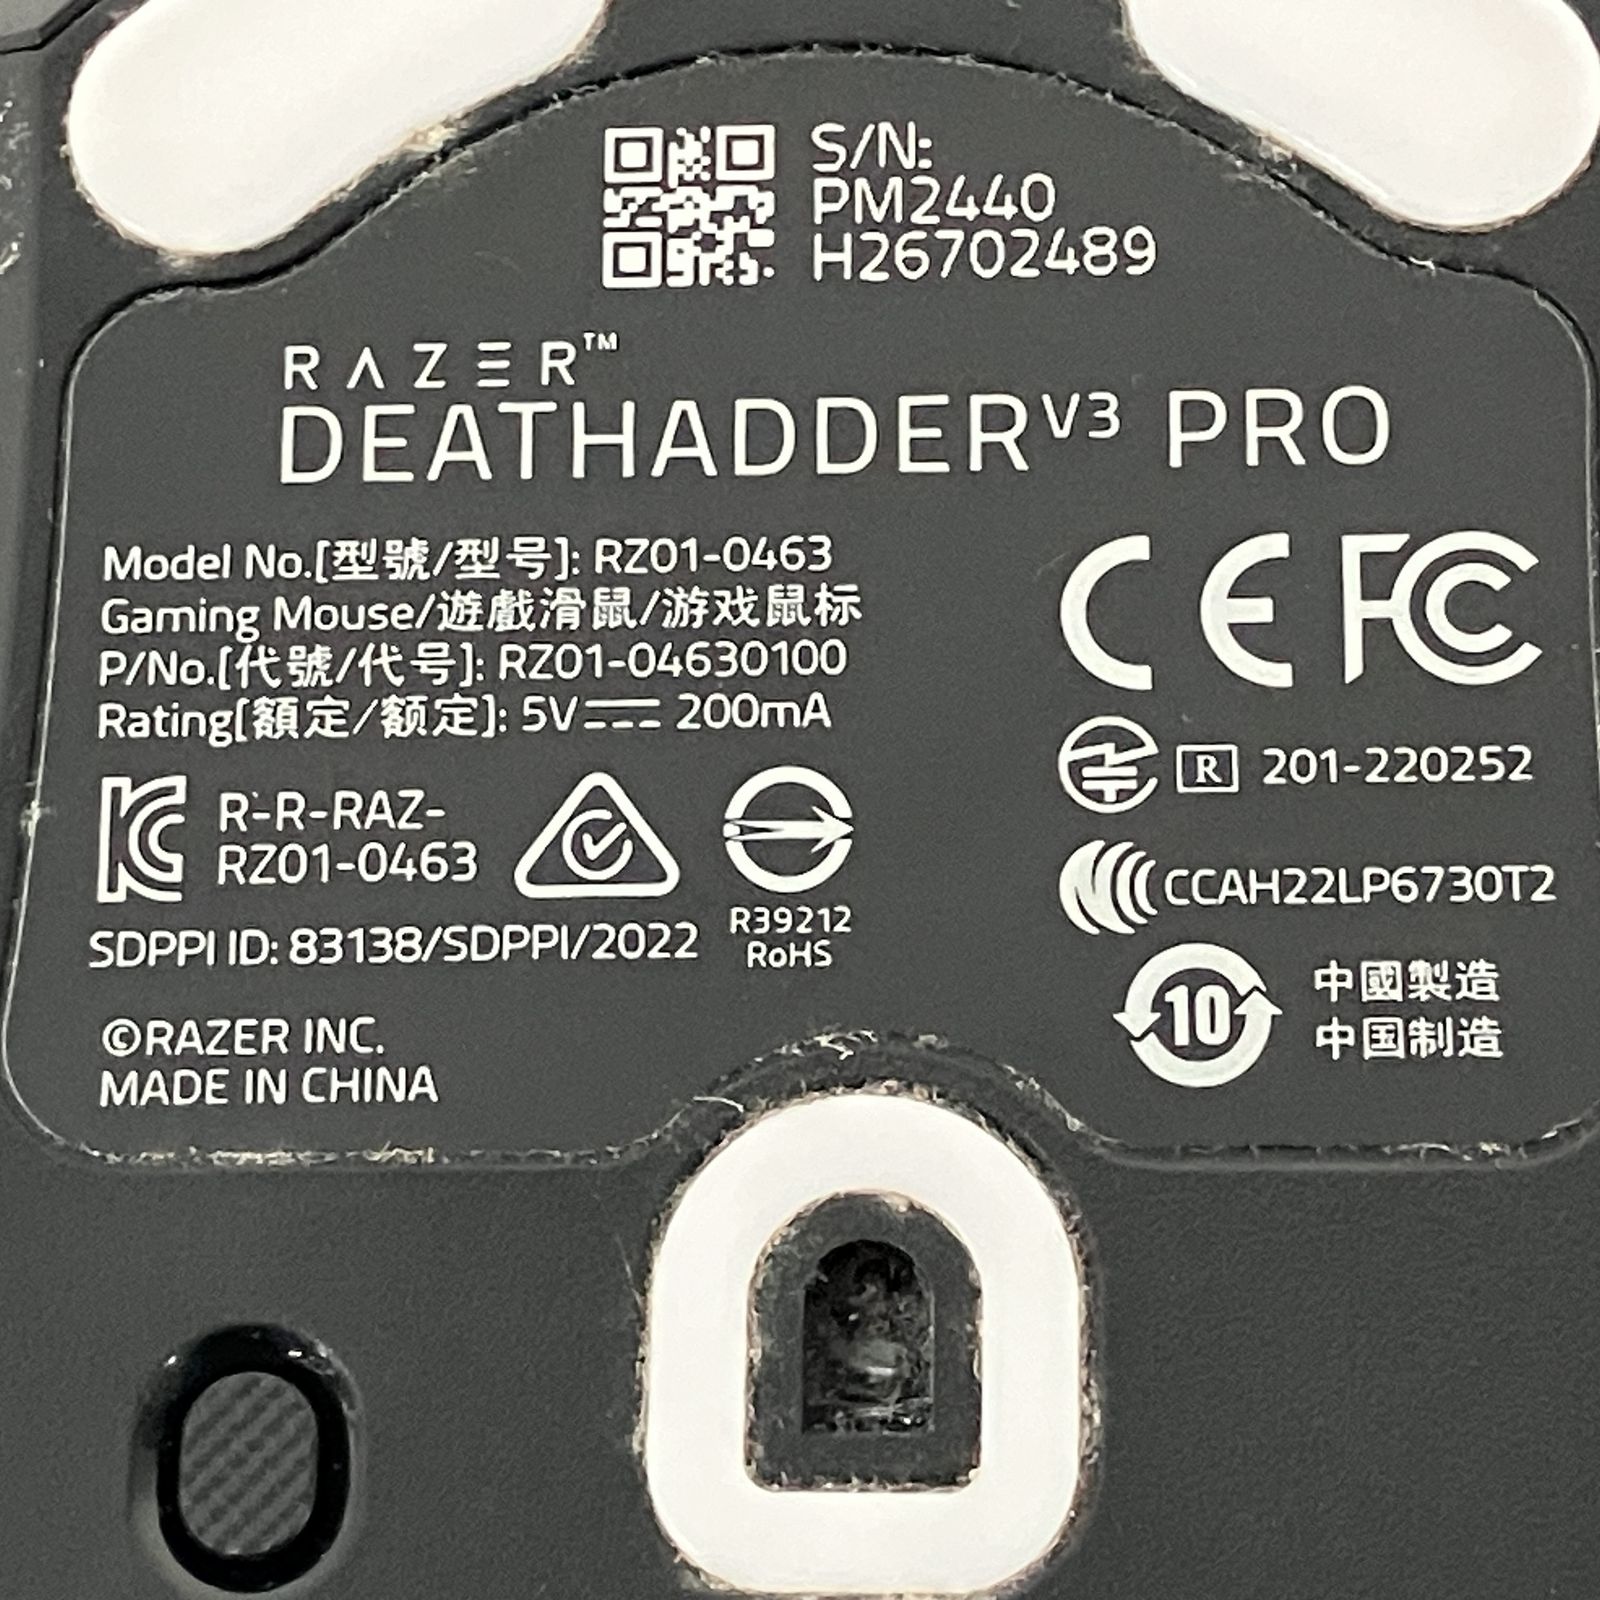 S/N:
PM2440
H26702489
RAZER™
DEATHADDER V3 PRO
Model No.[型號/型号]: RZ01-0463
Gaming Mouse/遊戲滑鼠/游戏鼠标
P/No.[代號/代号]: RZ01-04630100
Rating[額定/额定]: 5V⎓200mA
CE FC
R 201-220252
R-R-RAZ-
RZ01-0463
CCAH22LP6730T2
R39212
RoHS
SDPPI ID: 83138/SDPPI/2022
10
中國製造
中国制造
©RAZER INC.
MADE IN CHINA